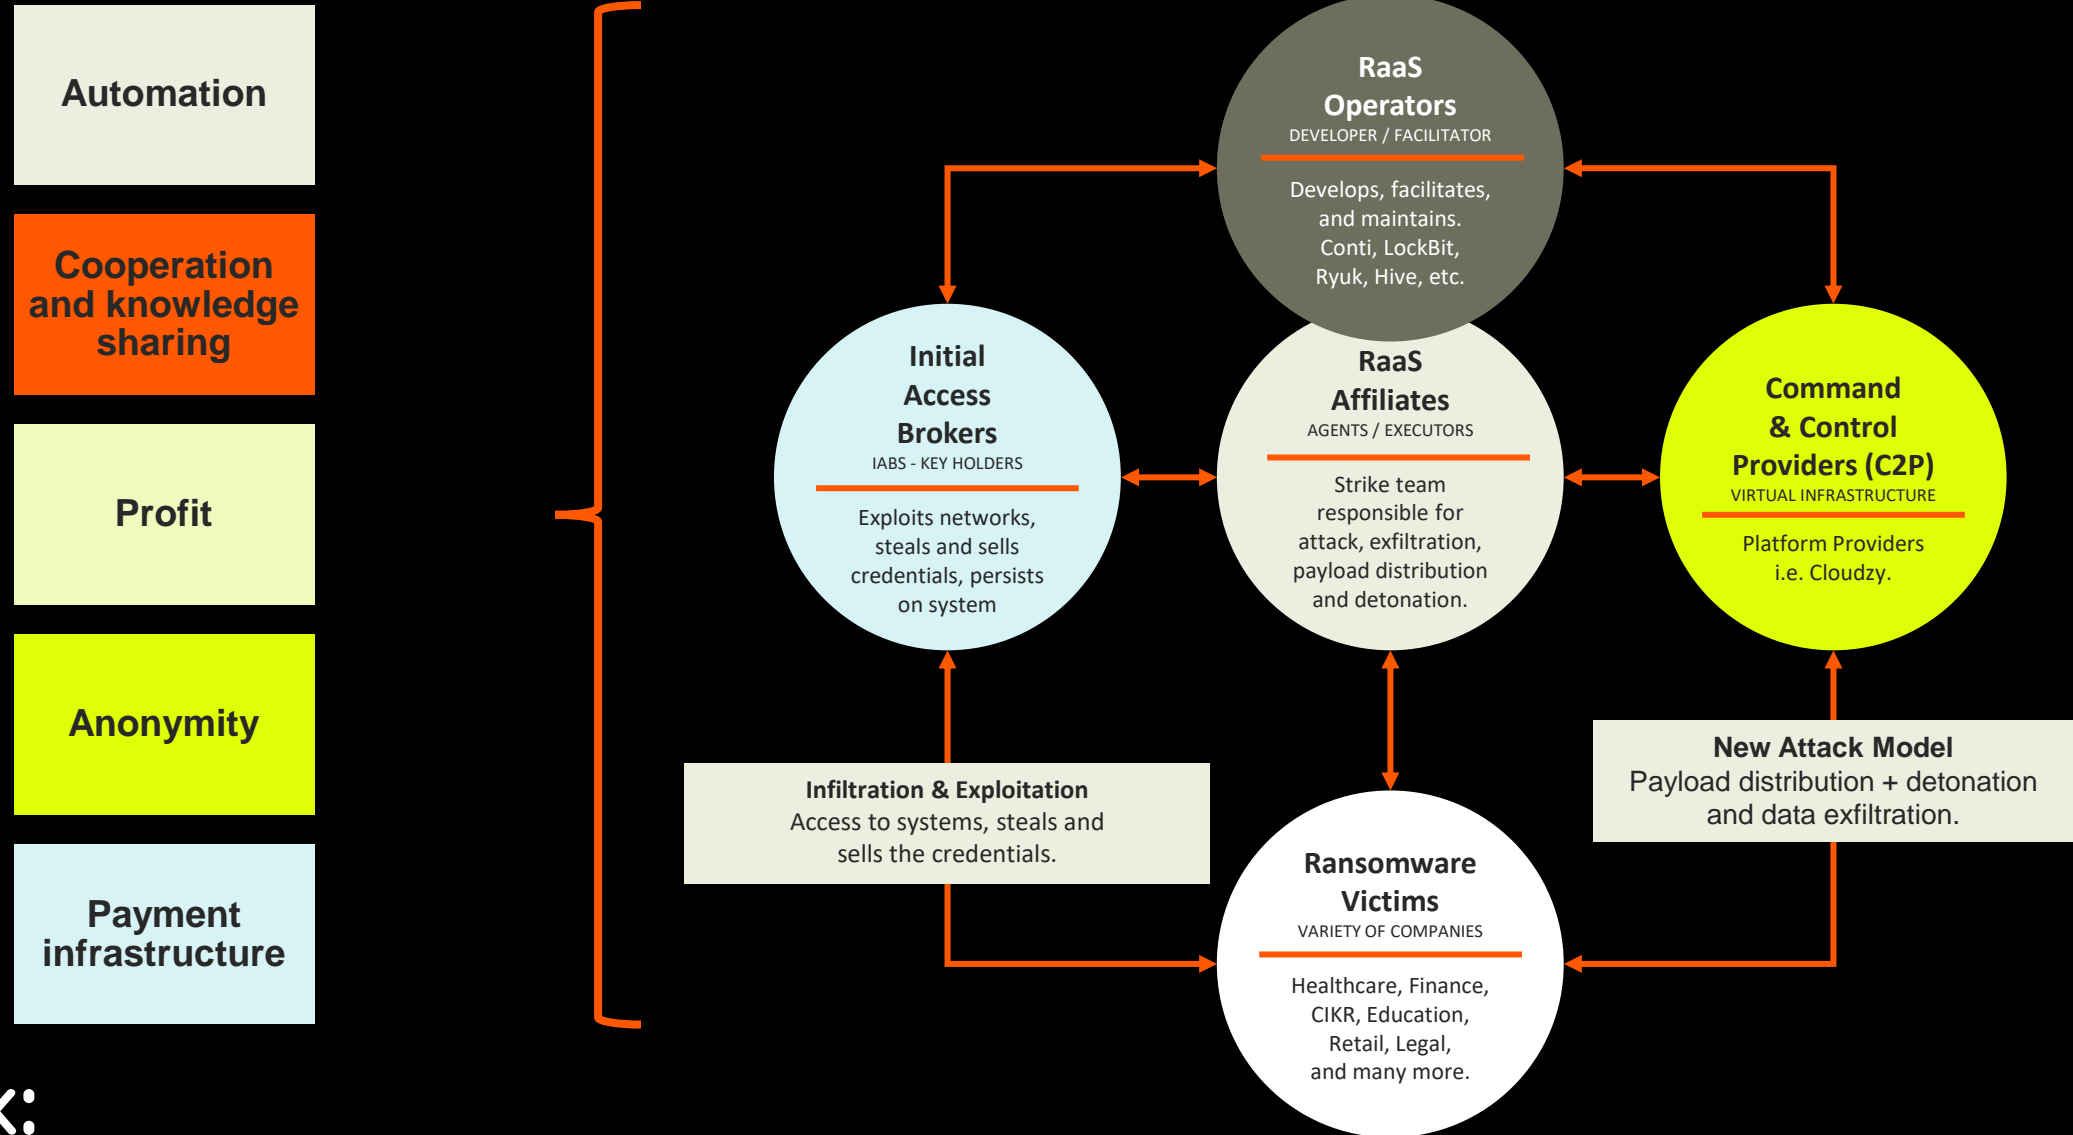 Automation
Cooperation
and knowledge
sharing
Profit
Anonymity
Payment
infrastructure
RaaS
Operators
DEVELOPER / FACILITATOR
Develops, facilitates,
and maintains.
Conti, LockBit,
Ryuk, Hive, etc.
Initial
Access
Brokers
IABS - KEY HOLDERS
Exploits networks,
steals and sells
credentials, persists
on system
RaaS
Affiliates
AGENTS / EXECUTORS
Strike team
responsible for
attack, exfiltration,
payload distribution
and detonation.
Command
& Control
Providers (C2P)
VIRTUAL INFRASTRUCTURE
Platform Providers
i.e. Cloudzy.
Infiltration & Exploitation
Access to systems, steals and
sells the credentials.
New Attack Model
Payload distribution + detonation
and data exfiltration.
Ransomware
Victims
VARIETY OF COMPANIES
Healthcare, Finance,
CIKR, Education,
Retail, Legal,
and many more.